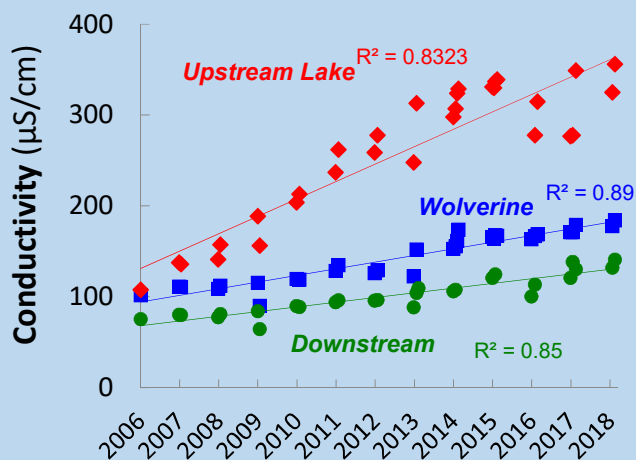 400
300
200
100
0
Conductivity (µS/cm)
Upstream Lake
R² = 0.8323
Wolverine
R² = 0.89
Downstream
R² = 0.85
2006
2007
2008
2009
2010
2011
2012
2013
2014
2015
2016
2017
2018